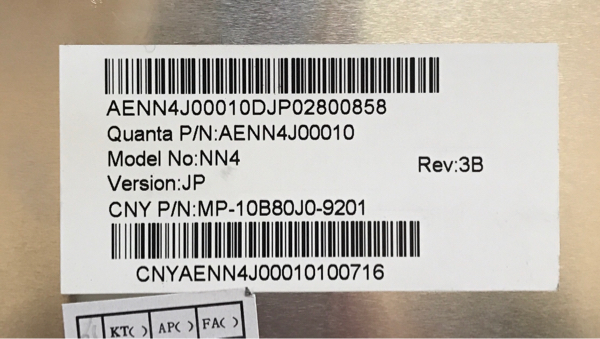 AENN4J00010DJP02800858
Quanta P/N:AENN4J00010
Model No:NN4
Rev:3B
Version:JP
CNY P/N:MP-10B80J0-9201
CNYAENN4J00010100716
KT( ) AP( ) FA( )